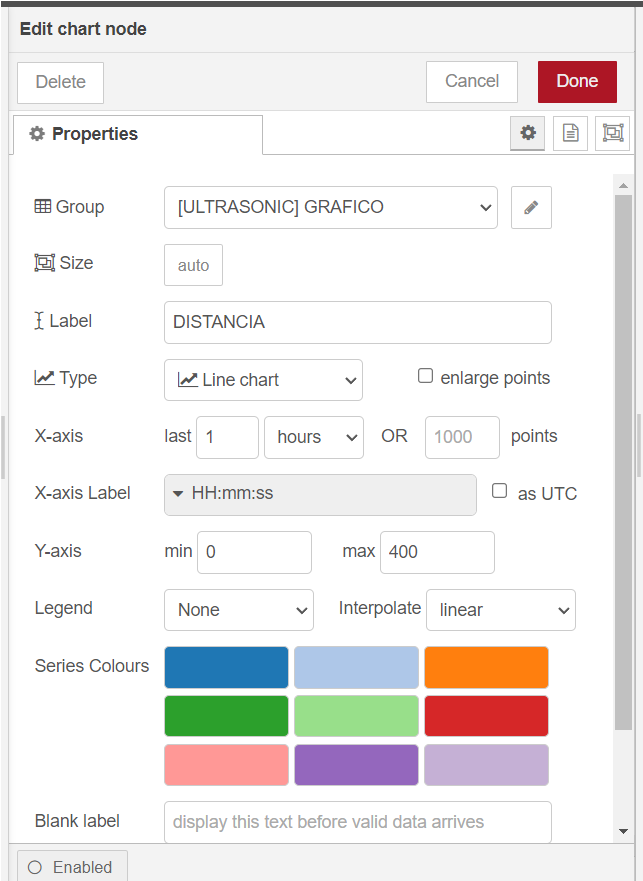 Edit chart node
Delete
Cancel
Done
Properties
Group
[ULTRASONIC] GRAFICO
Size
auto
Label
DISTANCIA
Type
Line chart
enlarge points
X-axis
last
1
hours
OR
1000
points
X-axis Label
HH:mm:ss
as UTC
Y-axis
min
0
max
400
Legend
None
Interpolate
linear
Series Colours
Blank label
display this text before valid data arrives
Enabled